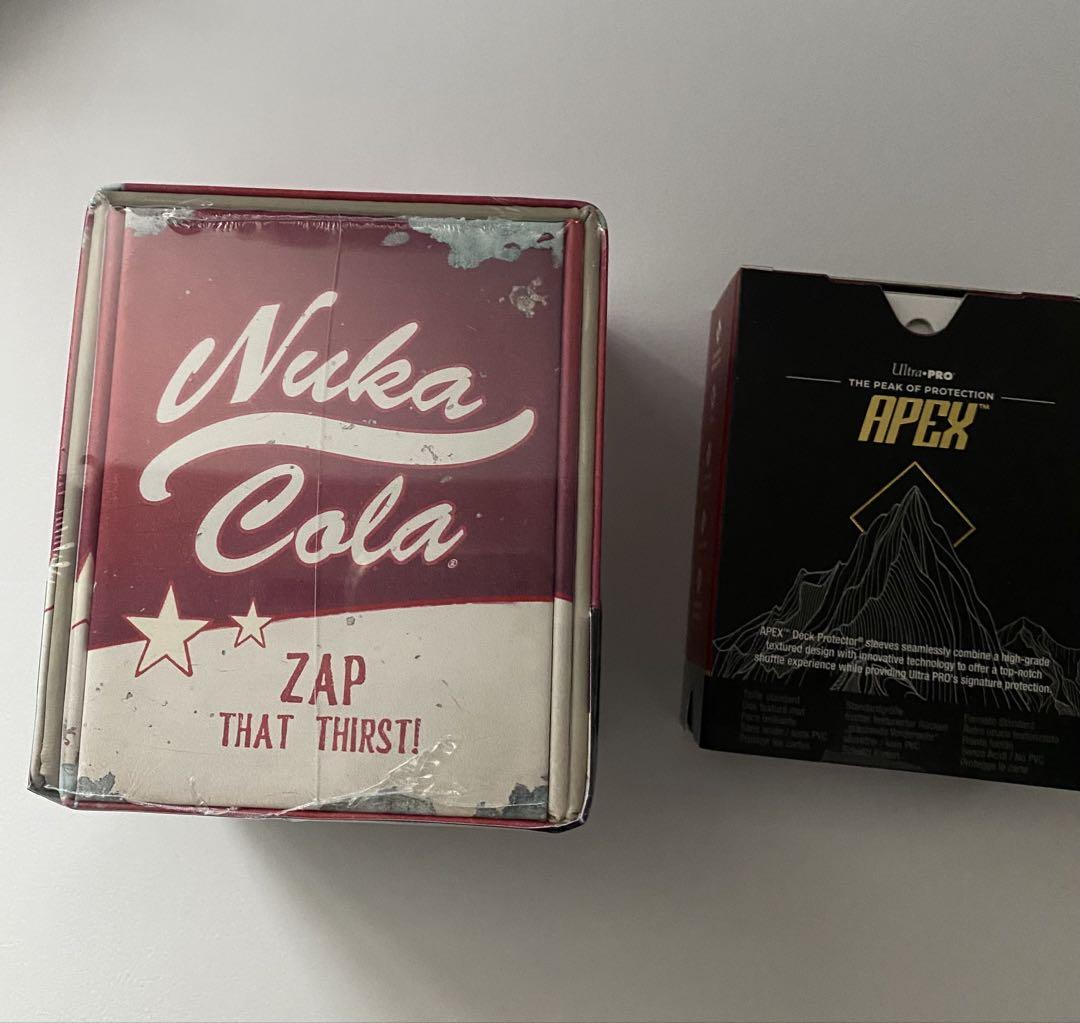 Nuka
Cola®
ZAP
THAT THIRST!
Ultra•PRO®
THE PEAK OF PROTECTION
APEX™
APEX™ Deck Protector® sleeves seamlessly combine a high-grade
textured design with innovative technology to offer a top-notch
shuffle experience while providing Ultra PRO's signature protection.